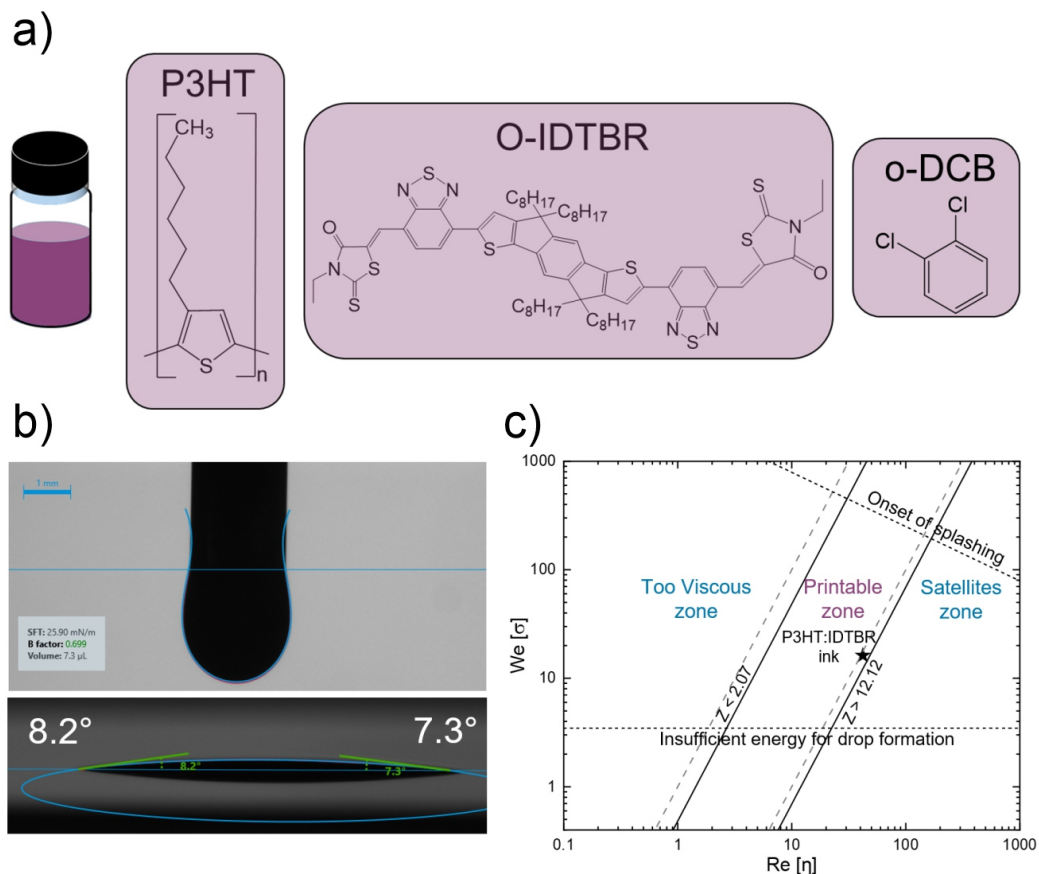 a)
P3HT
CH₃
S
n
O-IDTBR
S
N N
C₈H₁₇
C₈H₁₇
S
O
N
S
S
S
S
C₈H₁₇
C₈H₁₇
S
N
S
O
N N
S
o-DCB
Cl
Cl
b)
1 mm
SFT: 25.90 mN/m
B factor: 0.699
Volume: 7.3 µL
8.2°
7.3°
8.2°
7.3°
c)
1000
100
10
1
We [σ]
0.1
1
10
100
1000
Re [η]
Onset of splashing
Too Viscous
zone
Printable
zone
Satellites
zone
P3HT:IDTBR
ink
Z < 2.07
Z > 12.12
Insufficient energy for drop formation